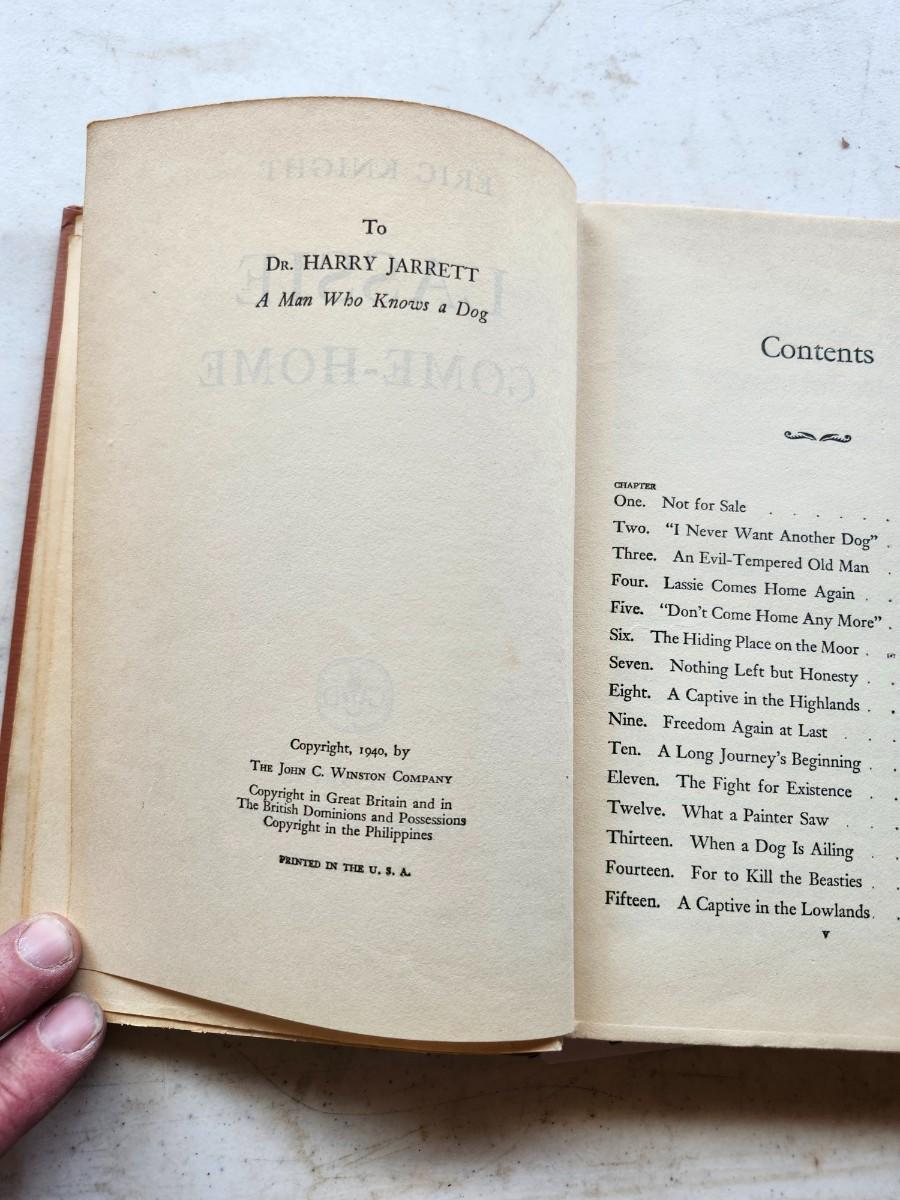 ERIC KNIGHT
LASSIE
COME-HOME
To
DR. HARRY JARRETT
A Man Who Knows a Dog
Copyright, 1940, by
THE JOHN C. WINSTON COMPANY
Copyright in Great Britain and in
The British Dominions and Possessions
Copyright in the Philippines
PRINTED IN THE U. S. A.
Contents
CHAPTER
One. Not for Sale . . . . .
Two. "I Never Want Another Dog" .
Three. An Evil-Tempered Old Man .
Four. Lassie Comes Home Again . .
Five. "Don't Come Home Any More" .
Six. The Hiding Place on the Moor .
Seven. Nothing Left but Honesty . .
Eight. A Captive in the Highlands . .
Nine. Freedom Again at Last . . .
Ten. A Long Journey's Beginning . .
Eleven. The Fight for Existence . .
Twelve. What a Painter Saw . . .
Thirteen. When a Dog Is Ailing . .
Fourteen. For to Kill the Beasties . .
Fifteen. A Captive in the Lowlands . .
v